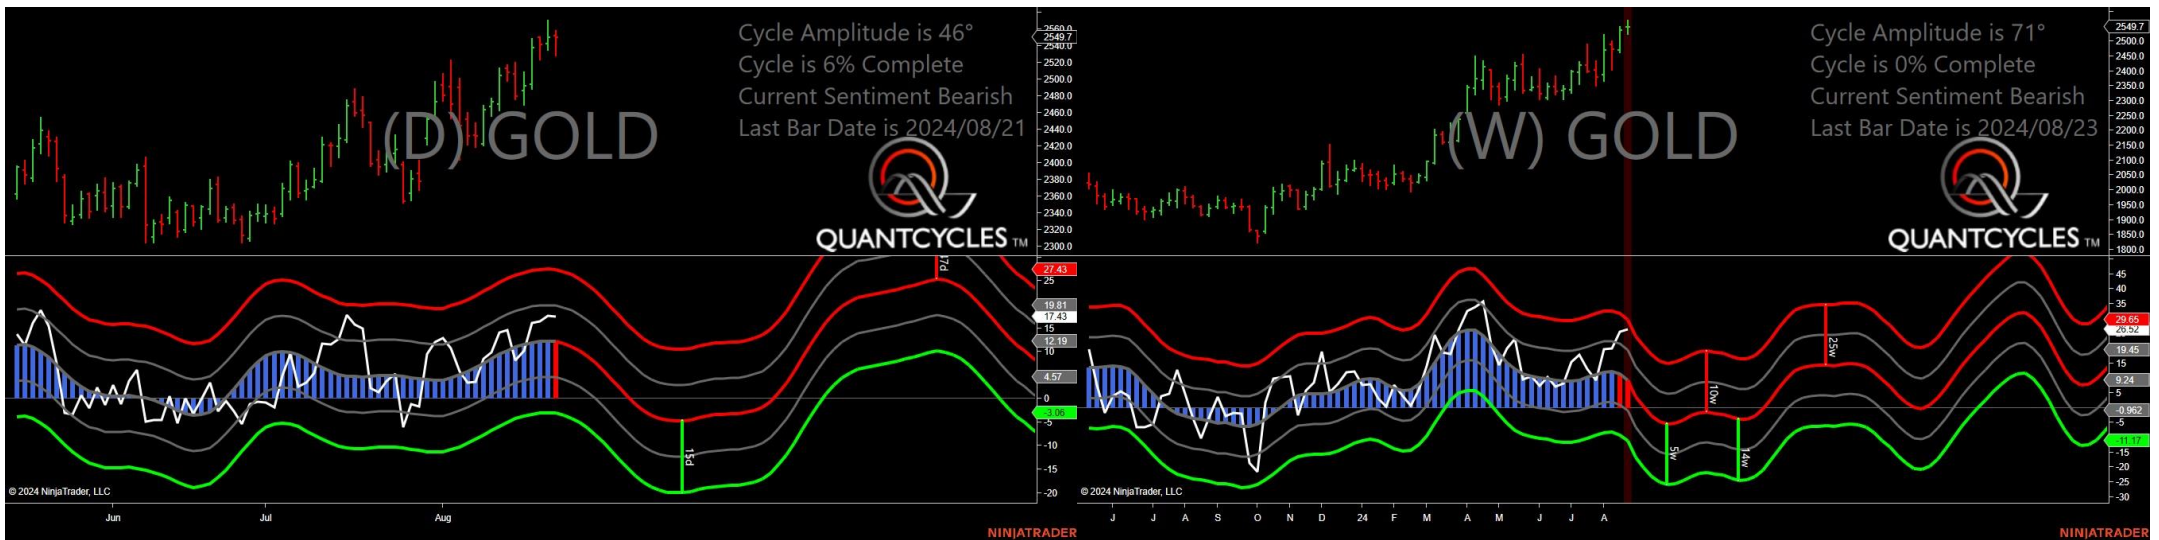 Cycle Amplitude is 46°
Cycle is 6% Complete
Current Sentiment Bearish
Last Bar Date is 2024/08/21
(D) GOLD
QUANTCYCLES TM
2560.0
2549.7
2540.0
2520.0
2500.0
2480.0
2460.0
2440.0
2420.0
2400.0
2380.0
2360.0
2340.0
2320.0
2300.0
27.43
25
19.81
17.43
15
12.19
10
4.57
0
-3.06
-5
-10
-15
-20
17d
15d
© 2024 NinjaTrader, LLC
Jun Jul Aug
NINJATRADER
Cycle Amplitude is 71°
Cycle is 0% Complete
Current Sentiment Bearish
Last Bar Date is 2024/08/23
(W) GOLD
QUANTCYCLES TM
2549.7
2500.0
2450.0
2400.0
2350.0
2300.0
2250.0
2200.0
2150.0
2100.0
2050.0
2000.0
1950.0
1900.0
1850.0
1800.0
45
40
35
29.65
26.52
19.45
15
9.24
5
-0.962
-5
-11.17
-15
-20
-25
-30
25w
10w
5w
14w
© 2024 NinjaTrader, LLC
J J A S O N D 24 F M A M J J A
NINJATRADER